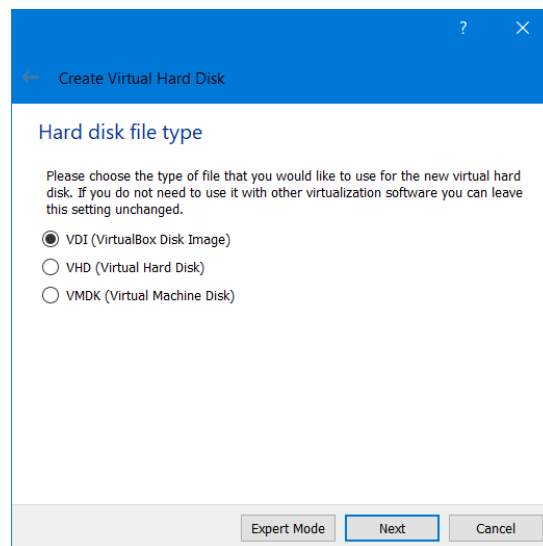 ?
Create Virtual Hard Disk
Hard disk file type
Please choose the type of file that you would like to use for the new virtual hard
disk. If you do not need to use it with other virtualization software you can leave
this setting unchanged.
VDI (VirtualBox Disk Image)
VHD (Virtual Hard Disk)
VMDK (Virtual Machine Disk)
Expert Mode Next Cancel